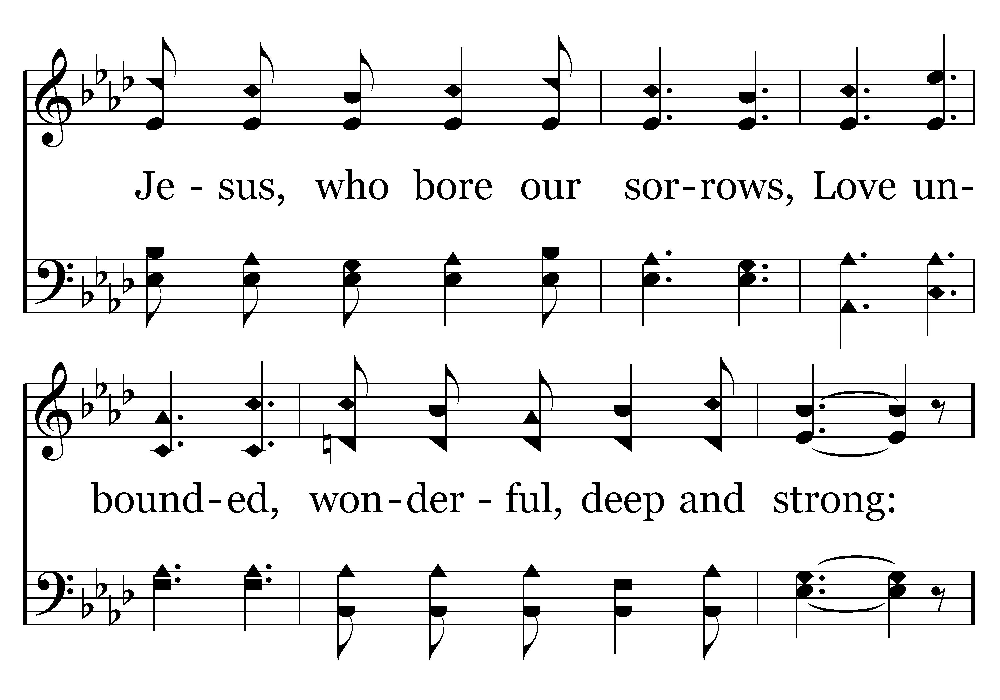 Je - sus, who bore our sor-rows, Love un-
bound-ed, won-der - ful, deep and strong: